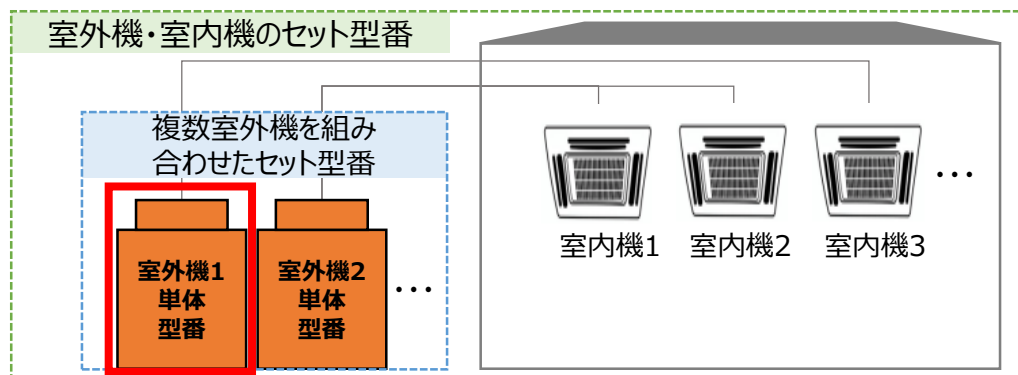 室外機・室内機のセット型番
複数室外機を組み
合わせたセット型番
室外機1
単体
型番
室外機2
単体
型番
…
室内機1
室内機2
室内機3
…